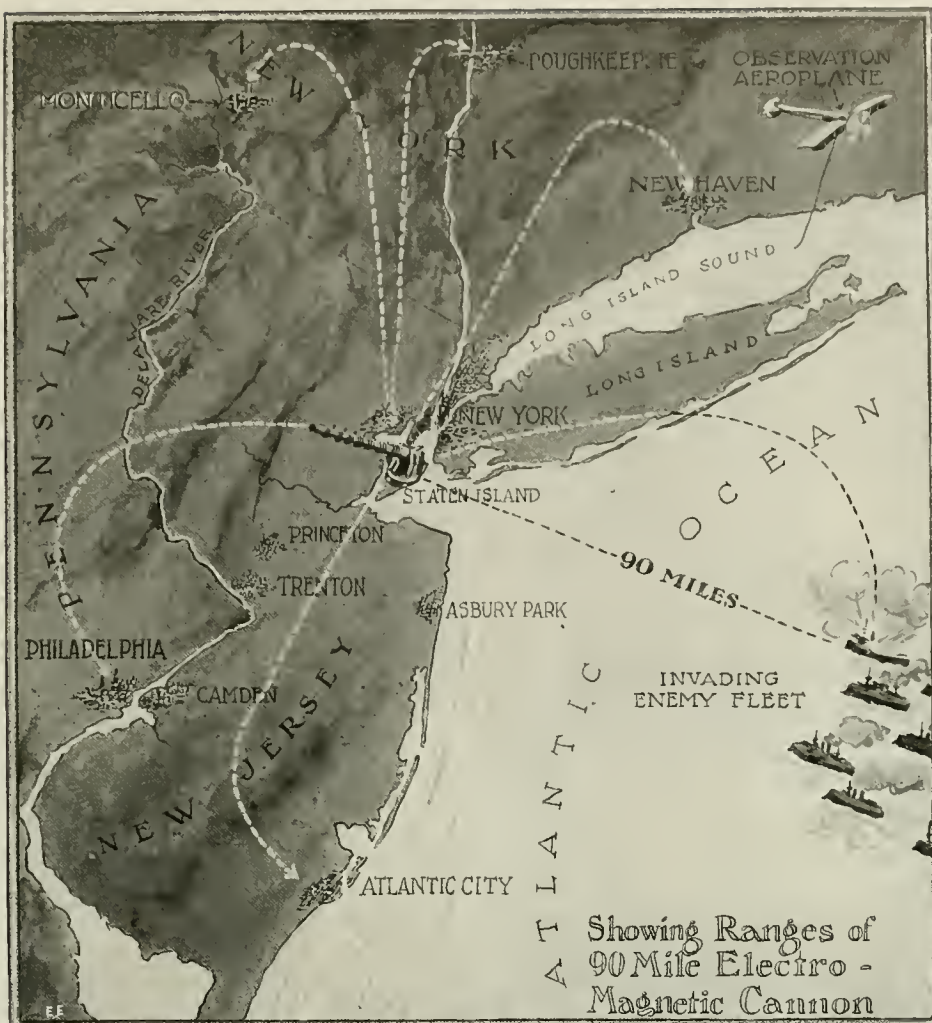 NEW YORK
POUGHKEEPSIE
OBSERVATION
AEROPLANE
MONTICELLO
NEW HAVEN
PENNSYLVANIA
DELAWARE RIVER
LONG ISLAND SOUND
LONG ISLAND
NEW YORK
STATEN ISLAND
OCEAN
PRINCETON
90 MILES
TRENTON
ASBURY PARK
PHILADELPHIA
CAMDEN
INVADING
ENEMY FLEET
NEW JERSEY
ATLANTIC
ATLANTIC CITY
Showing Ranges of
90 Mile Electro -
Magnetic Cannon
E.E